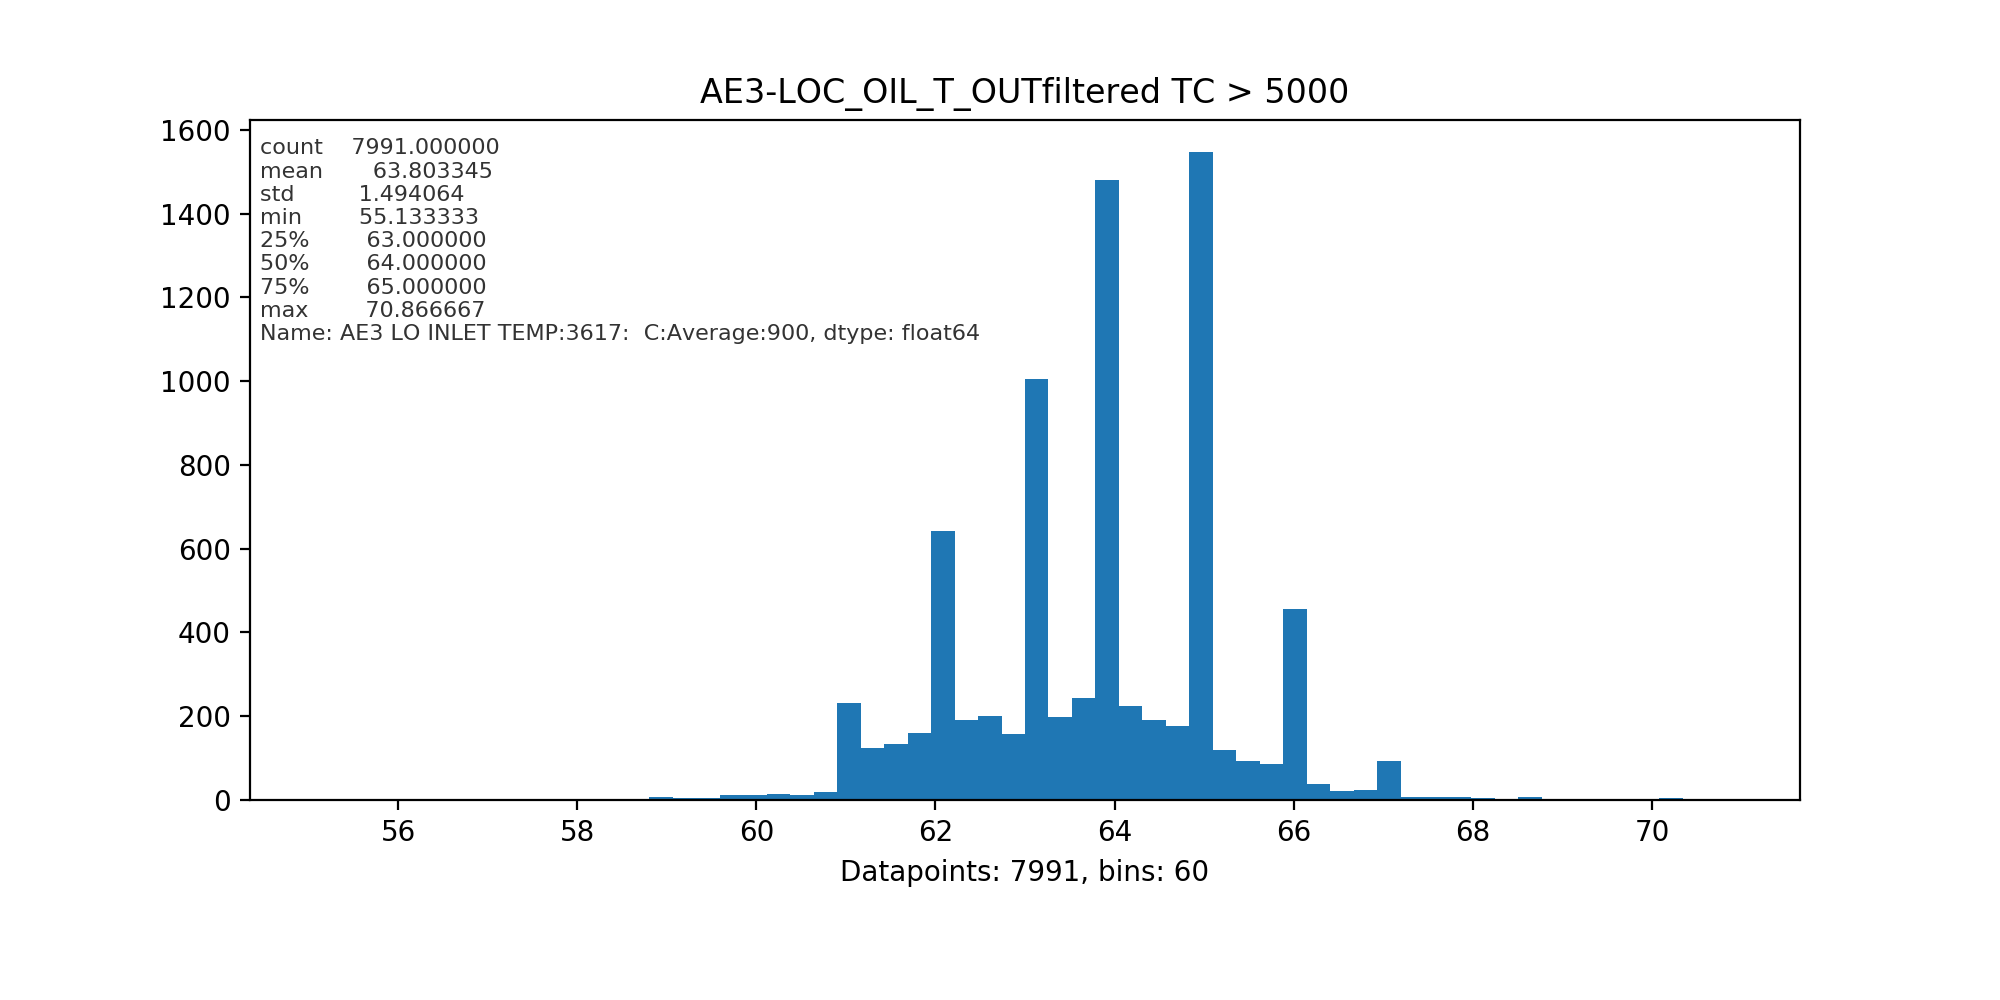 AE3-LOC_OIL_T_OUTfiltered TC > 5000
1600
1400
1200
1000
800
600
400
200
0
count 7991.000000
mean 63.803345
std 1.494064
min 55.133333
25% 63.000000
50% 64.000000
75% 65.000000
max 70.866667
Name: AE3 LO INLET TEMP:3617:  C:Average:900, dtype: float64
56 58 60 62 64 66 68 70
Datapoints: 7991, bins: 60